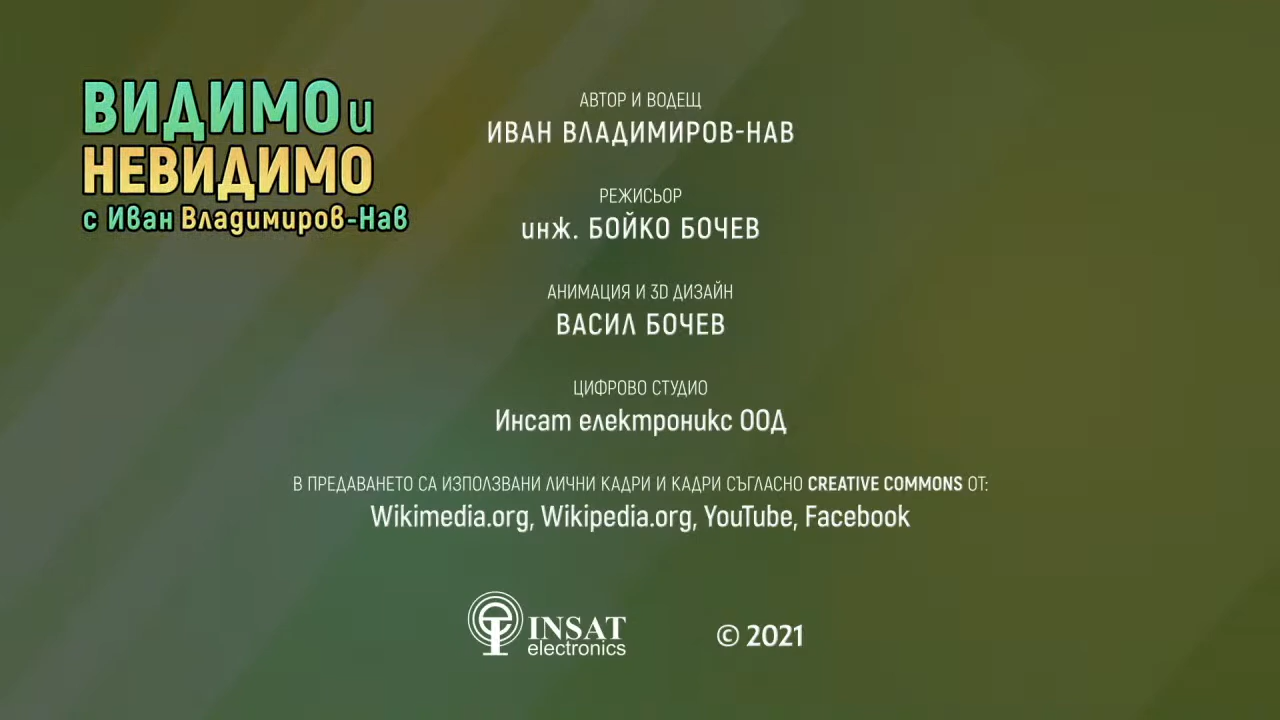 ВИДИМО и
НЕВИДИМО
с Иван Владимиров-Нав
АВТОР И ВОДЕЩ
ИВАН ВЛАДИМИРОВ-НАВ
РЕЖИСЬОР
инж. БОЙКО БОЧЕВ
АНИМАЦИЯ И 3D ДИЗАЙН
ВАСИЛ БОЧЕВ
ЦИФРОВО СТУДИО
Инсат електроникс ООД
В ПРЕДАВАНЕТО СА ИЗПОЛЗВАНИ ЛИЧНИ КАДРИ И КАДРИ СЪГЛАСНО CREATIVE COMMONS ОТ:
Wikimedia.org, Wikipedia.org, YouTube, Facebook
INSAT
electronics
© 2021